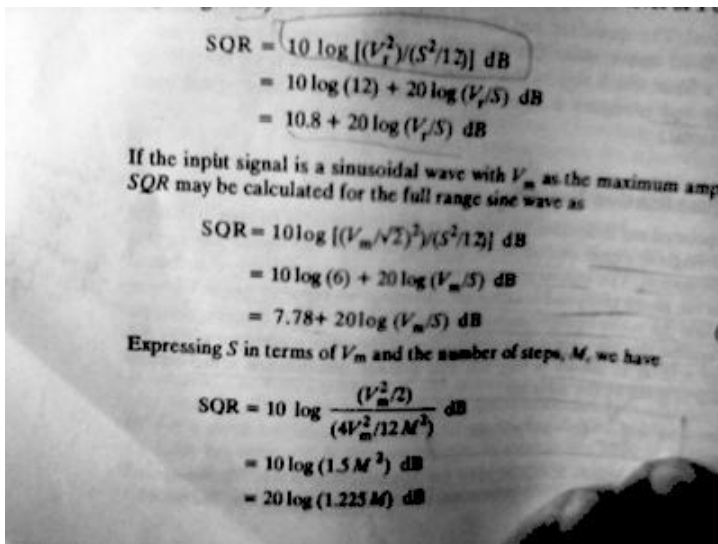 SQR = 10 log [(V_r^2)/(S^2/12)] dB
= 10 log (12) + 20 log (V_r/S) dB
= 10.8 + 20 log (V_r/S) dB
If the input signal is a sinusoidal wave with V_m as the maximum amp
SQR may be calculated for the full range sine wave as
SQR = 10log [(V_m/√2)^2)/(S^2/12)] dB
= 10 log (6) + 20 log (V_m/S) dB
= 7.78+ 20log (V_m/S) dB
Expressing S in terms of V_m and the number of steps, M, we have
SQR = 10 log (V_m^2/2) / (4V_m^2/12 M^2) dB
= 10 log (1.5 M^2) dB
= 20 log (1.225 M) dB